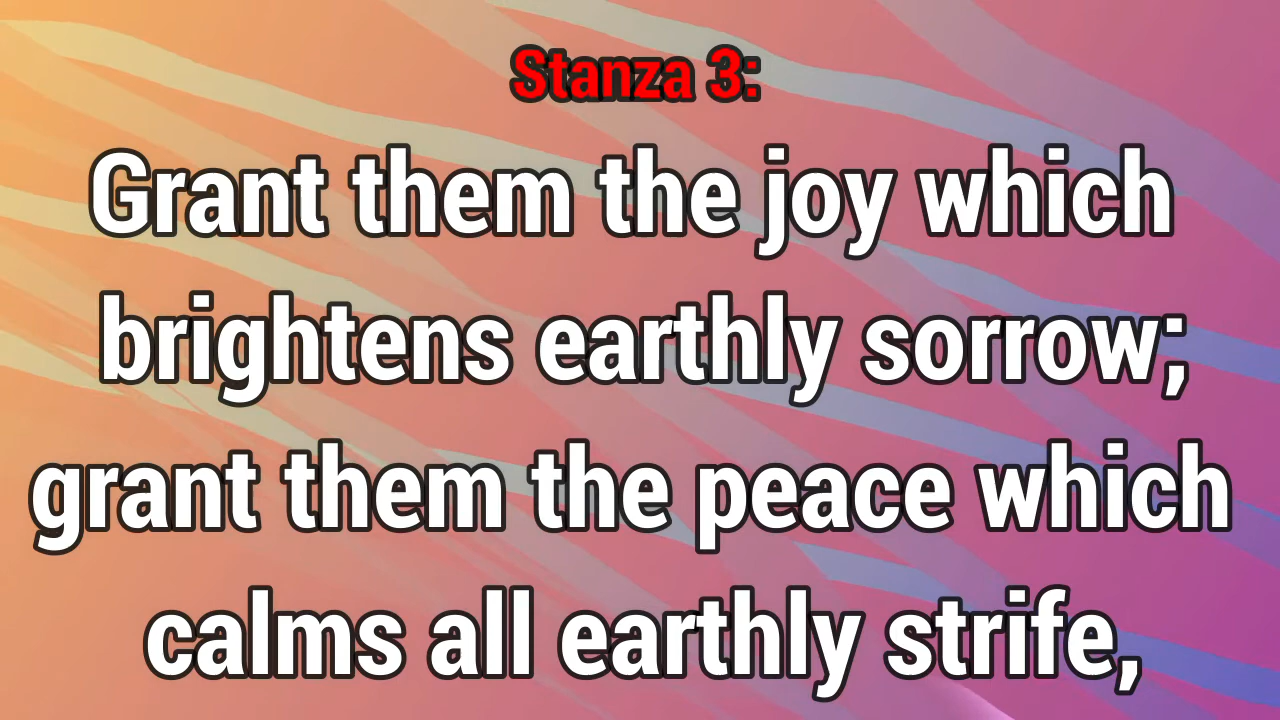 Stanza 3:
Grant them the joy which
brightens earthly sorrow;
grant them the peace which
calms all earthly strife,